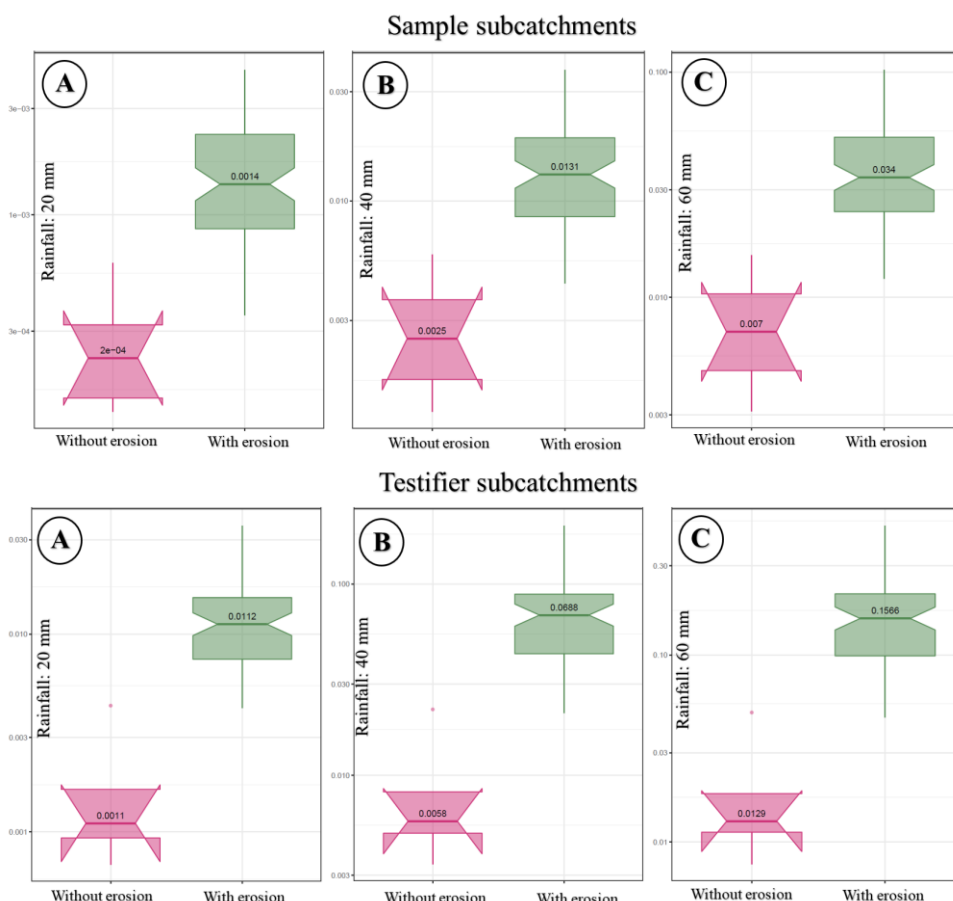 Sample subcatchments
A
Rainfall: 20 mm
3e-03
1e-03
3e-04
0.0014
2e-04
Without erosion
With erosion
B
Rainfall: 40 mm
0.030
0.010
0.003
0.0131
0.0025
Without erosion
With erosion
C
Rainfall: 60 mm
0.100
0.030
0.010
0.003
0.034
0.007
Without erosion
With erosion
Testifier subcatchments
A
Rainfall: 20 mm
0.030
0.010
0.003
0.001
0.0112
0.0011
Without erosion
With erosion
B
Rainfall: 40 mm
0.100
0.030
0.010
0.003
0.0688
0.0058
Without erosion
With erosion
C
Rainfall: 60 mm
0.30
0.10
0.03
0.01
0.1566
0.0129
Without erosion
With erosion